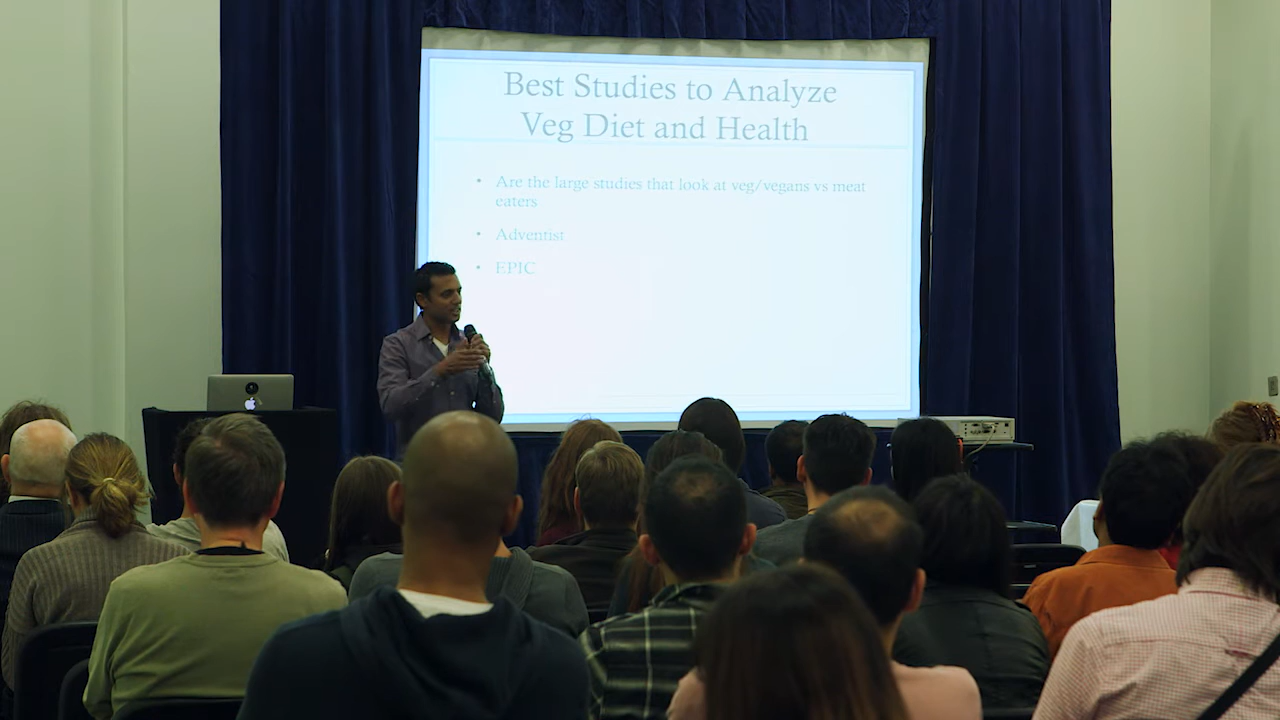 Best Studies to Analyze
Veg Diet and Health
• Are the large studies that look at veg/vegans vs meat
eaters
• Adventist
• EPIC